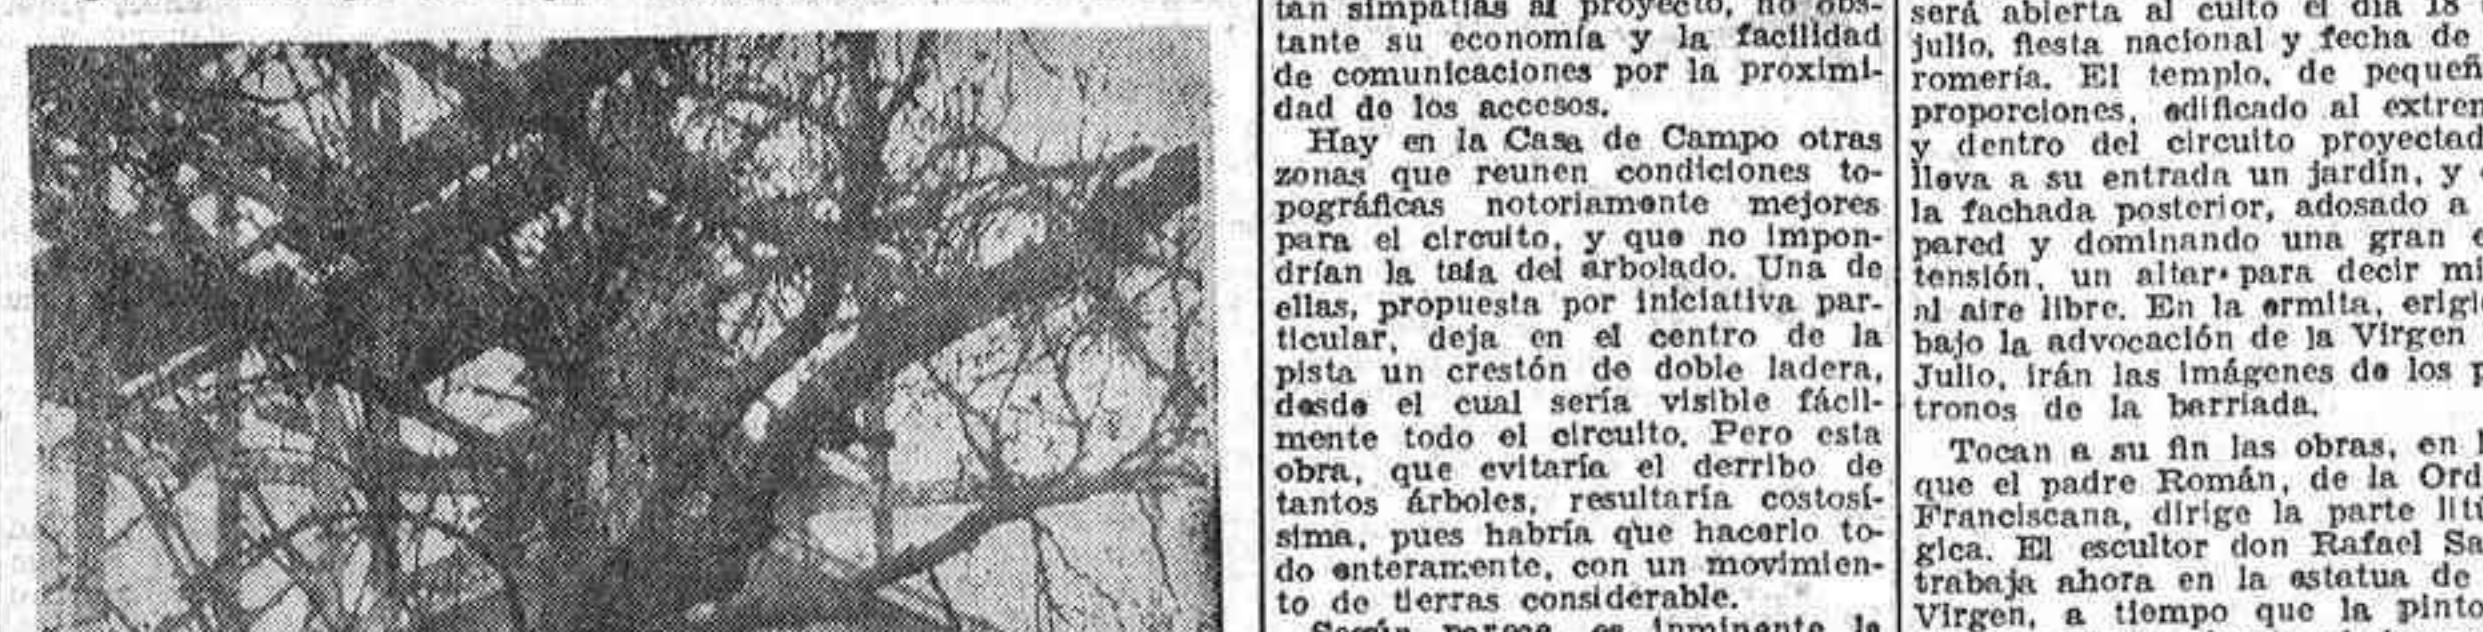 tan simpatías al proyecto, no obs-
tante su economía y la facilidad
de comunicaciones por la proximi-
dad de los accesos.
Hay en la Casa de Campo otras
zonas que reunen condiciones to-
pográficas notoriamente mejores
para el circuito, y que no impon-
drían la tala del arbolado. Una de
ellas, propuesta por iniciativa par-
ticular, deja en el centro de la
pista un crestón de doble ladera,
desde el cual sería visible fácil-
mente todo el circuito. Pero esta
obra, que evitaría el derribo de
tantos árboles, resultaría costosí-
sima, pues habría que hacerlo to-
do enteramente, con un movimien-
to de tierras considerable.
Según parece, es inminente la
será abierta al culto el día 18
julio, fiesta nacional y fecha de
romería. El templo, de pequeñ
proporciones, edificado al extrem
y dentro del circuito proyectad
lleva a su entrada un jardín, y
la fachada posterior, adosado a
pared y dominando una gran e
tensión, un altar para decir mi
al aire libre. En la ermita, erigi
bajo la advocación de la Virgen
Julio, irán las imágenes de los p
tronos de la barriada.
Tocan a su fin las obras, en l
que el padre Román, de la Ord
Franciscana, dirige la parte litú
gica. El escultor don Rafael Sa
trabaja ahora en la estatua de
Virgen, a tiempo que la pinto